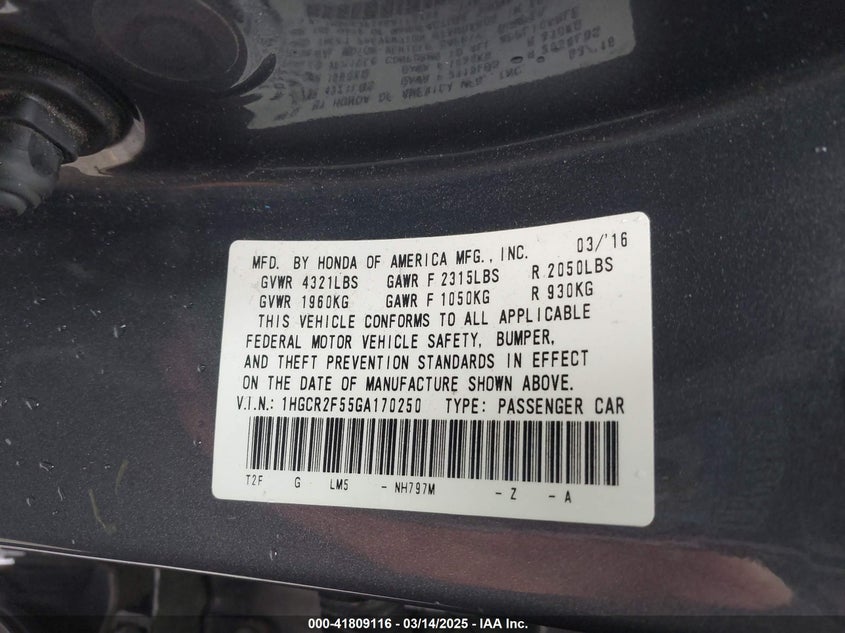 MFD. BY HONDA OF AMERICA MFG., INC. 03/'16
GVWR 4321LBS GAWR F 2315LBS R 2050LBS
GVWR 1960KG GAWR F 1050KG R 930KG
THIS VEHICLE CONFORMS TO ALL APPLICABLE
FEDERAL MOTOR VEHICLE SAFETY, BUMPER,
AND THEFT PREVENTION STANDARDS IN EFFECT
ON THE DATE OF MANUFACTURE SHOWN ABOVE.
V.I.N.: 1HGCR2F55GA170250 TYPE: PASSENGER CAR
T2F G LM5 - NH797M - Z - A
000-41809116 - 03/14/2025 - IAA Inc.